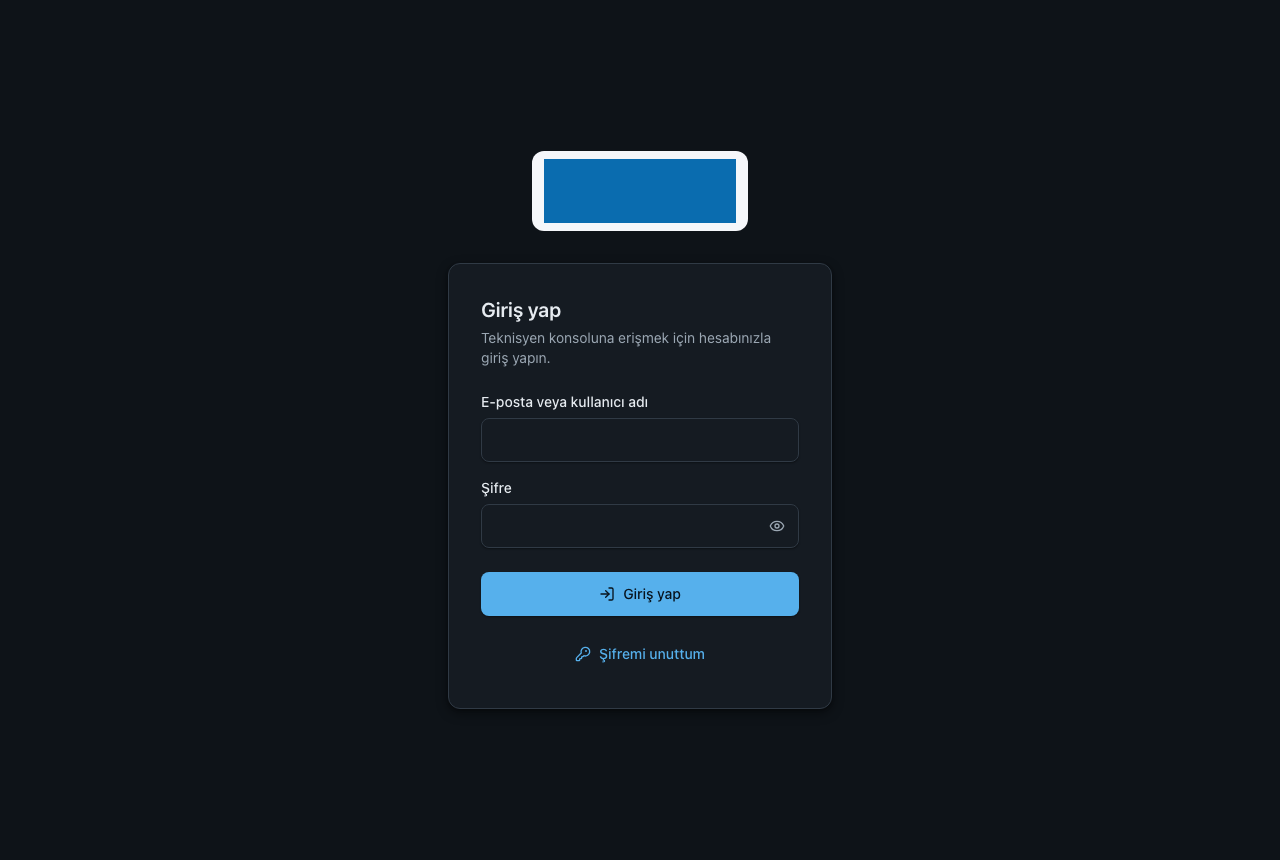 Giriş yap
Teknisyen konsoluna erişmek için hesabınızla
giriş yapın.
E-posta veya kullanıcı adı
Şifre
Giriş yap
Şifremi unuttum